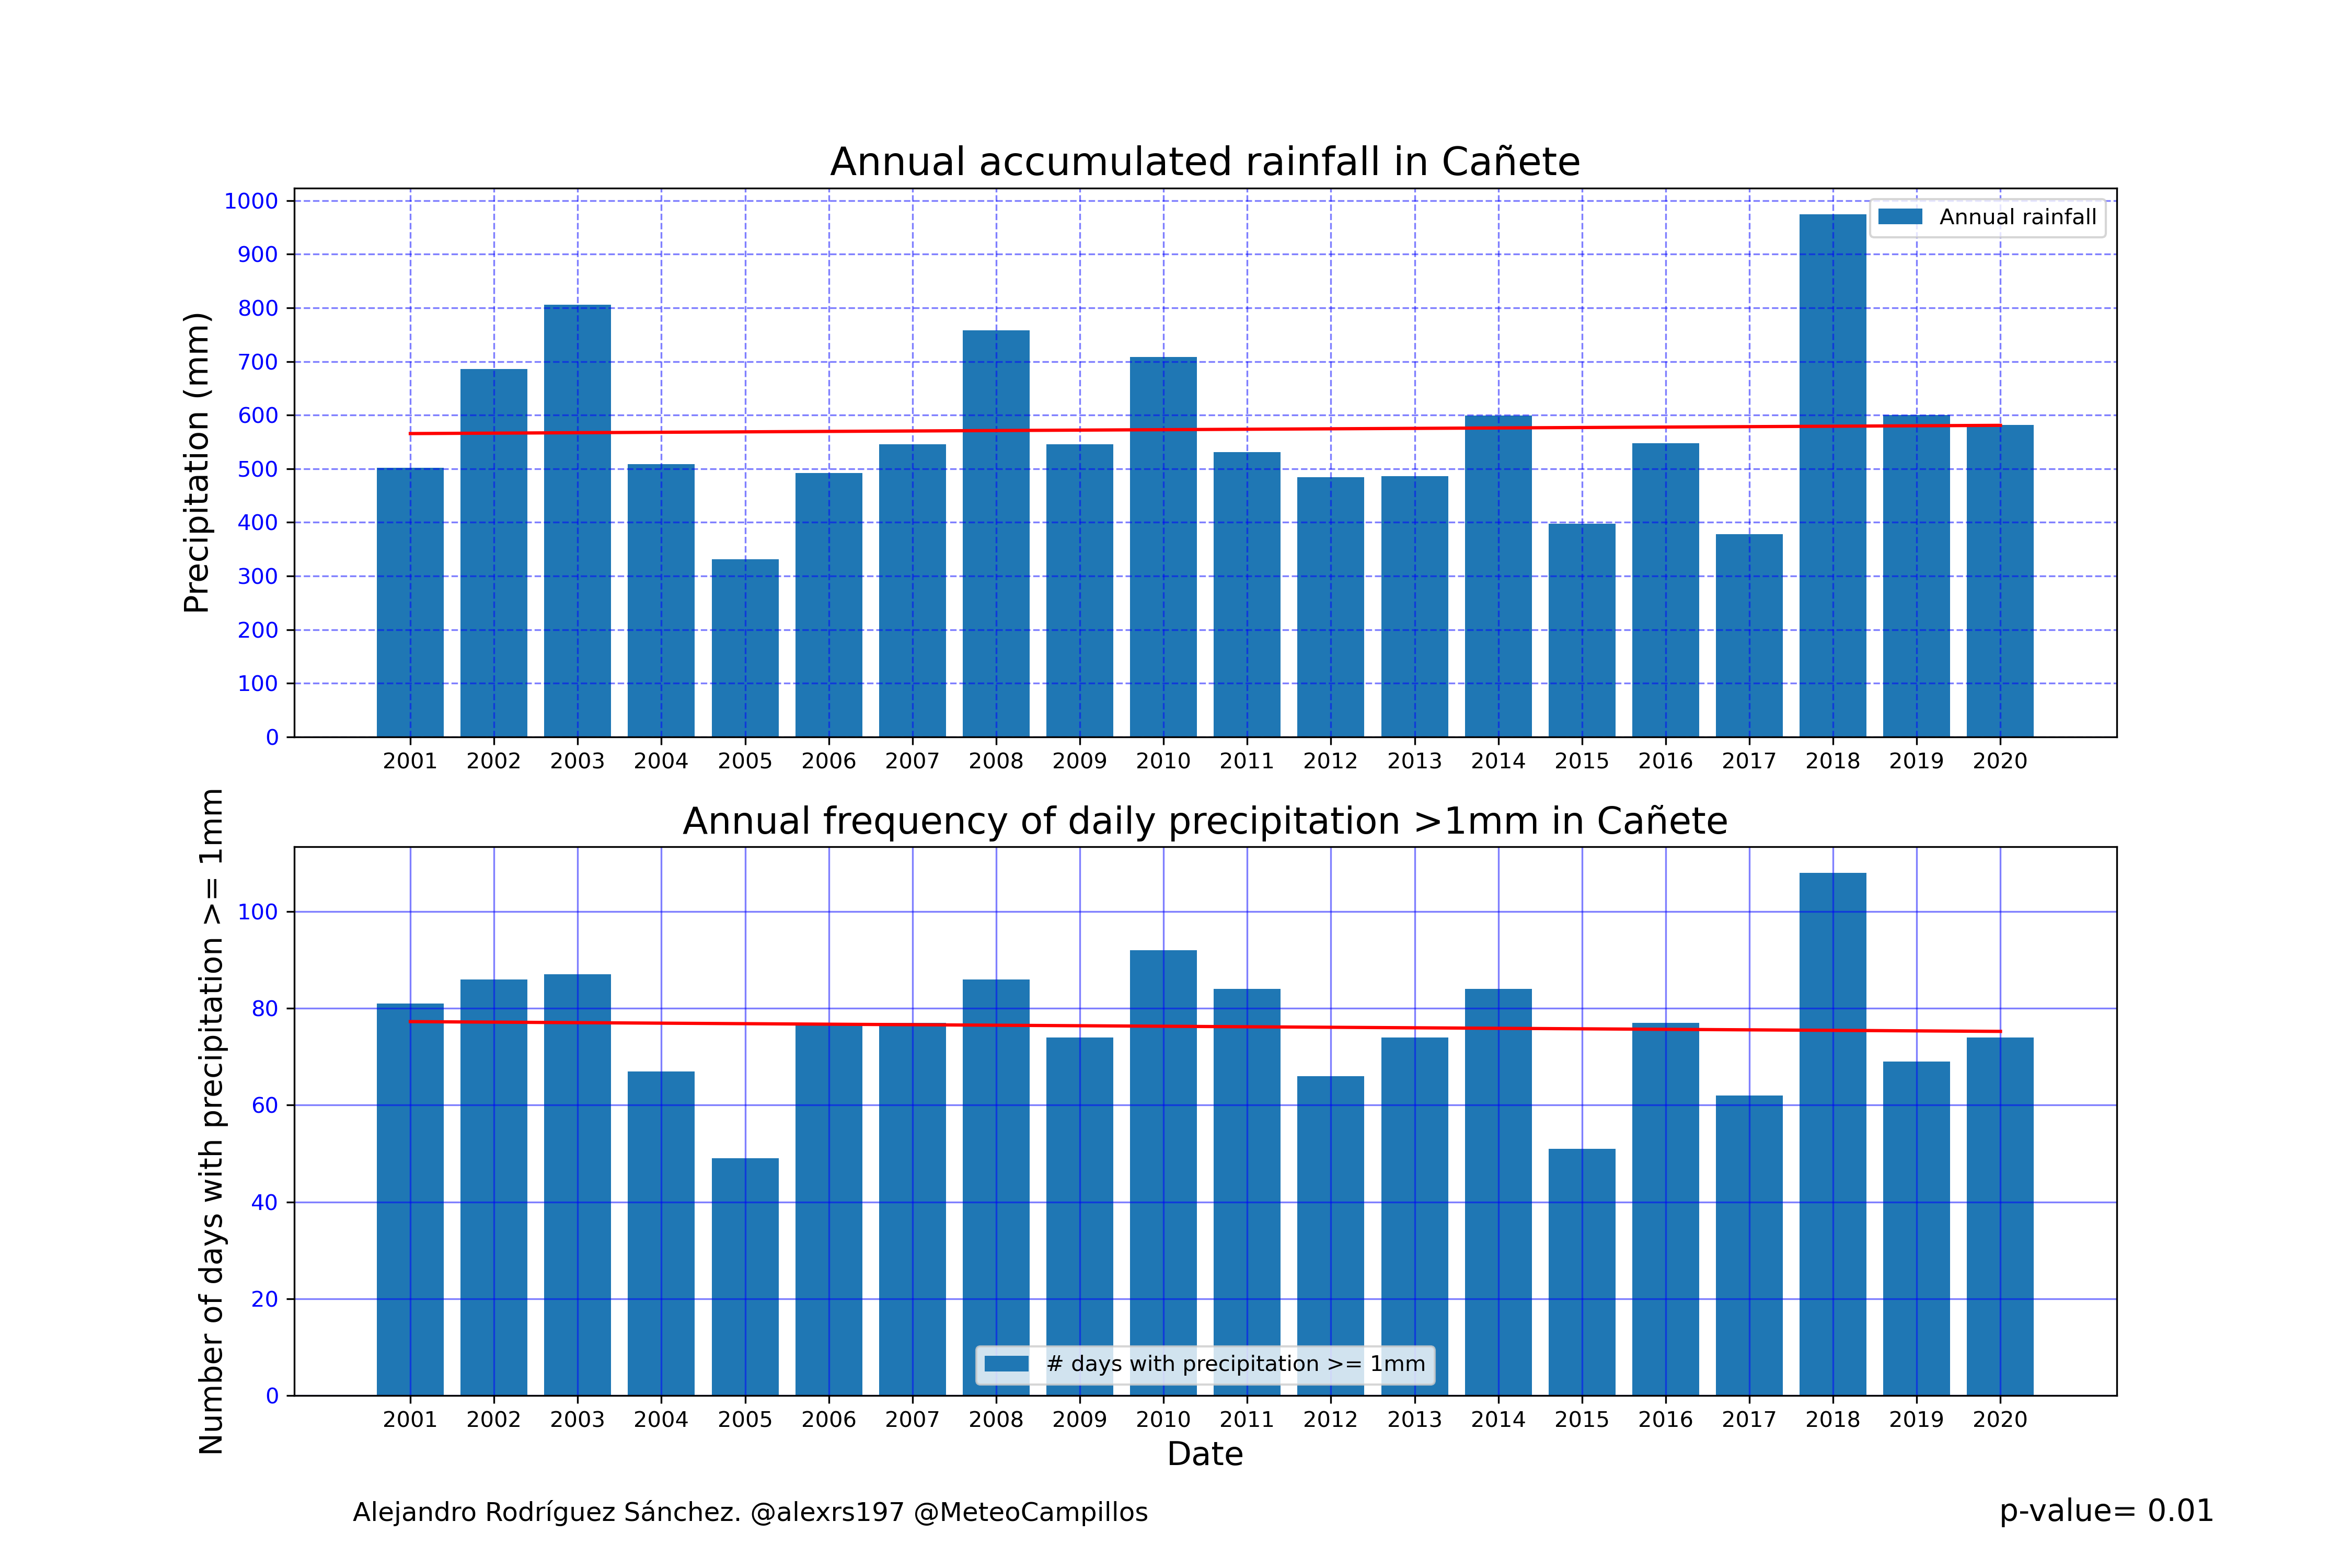 Annual accumulated rainfall in Cañete
Precipitation (mm)
1000
900
800
700
600
500
400
300
200
100
0
Annual rainfall
2001 2002 2003 2004 2005 2006 2007 2008 2009 2010 2011 2012 2013 2014 2015 2016 2017 2018 2019 2020
Annual frequency of daily precipitation >1mm in Cañete
Number of days with precipitation >= 1mm
100
80
60
40
20
0
# days with precipitation >= 1mm
2001 2002 2003 2004 2005 2006 2007 2008 2009 2010 2011 2012 2013 2014 2015 2016 2017 2018 2019 2020
Date
Alejandro Rodríguez Sánchez. @alexrs197 @MeteoCampillos
p-value= 0.01